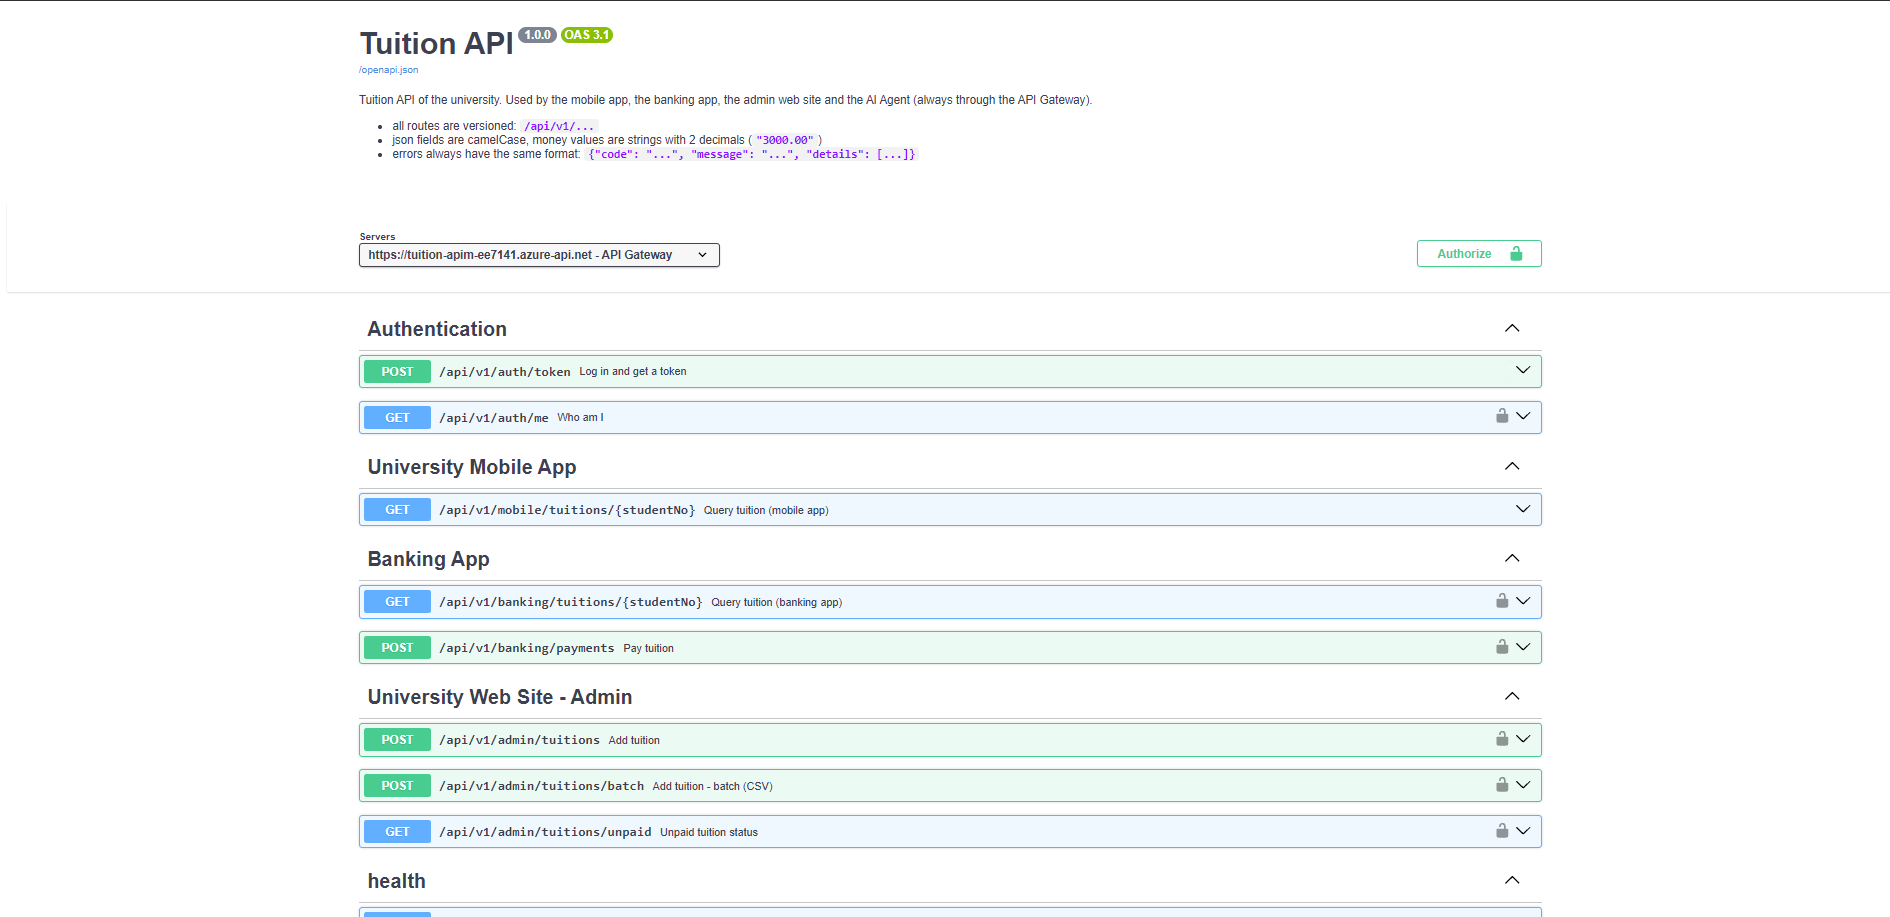 Tuition API 1.0.0 OAS 3.1
/openapi.json
Tuition API of the university. Used by the mobile app, the banking app, the admin web site and the AI Agent (always through the API Gateway).
all routes are versioned: /api/v1/...
json fields are camelCase, money values are strings with 2 decimals ( "3000.00" )
errors always have the same format: {"code": "...", "message": "...", "details": [...]}
Servers
https://tuition-apim-ee7141.azure-api.net - API Gateway
Authorize
Authentication
POST /api/v1/auth/token Log in and get a token
GET /api/v1/auth/me Who am I
University Mobile App
GET /api/v1/mobile/tuitions/{studentNo} Query tuition (mobile app)
Banking App
GET /api/v1/banking/tuitions/{studentNo} Query tuition (banking app)
POST /api/v1/banking/payments Pay tuition
University Web Site - Admin
POST /api/v1/admin/tuitions Add tuition
POST /api/v1/admin/tuitions/batch Add tuition - batch (CSV)
GET /api/v1/admin/tuitions/unpaid Unpaid tuition status
health